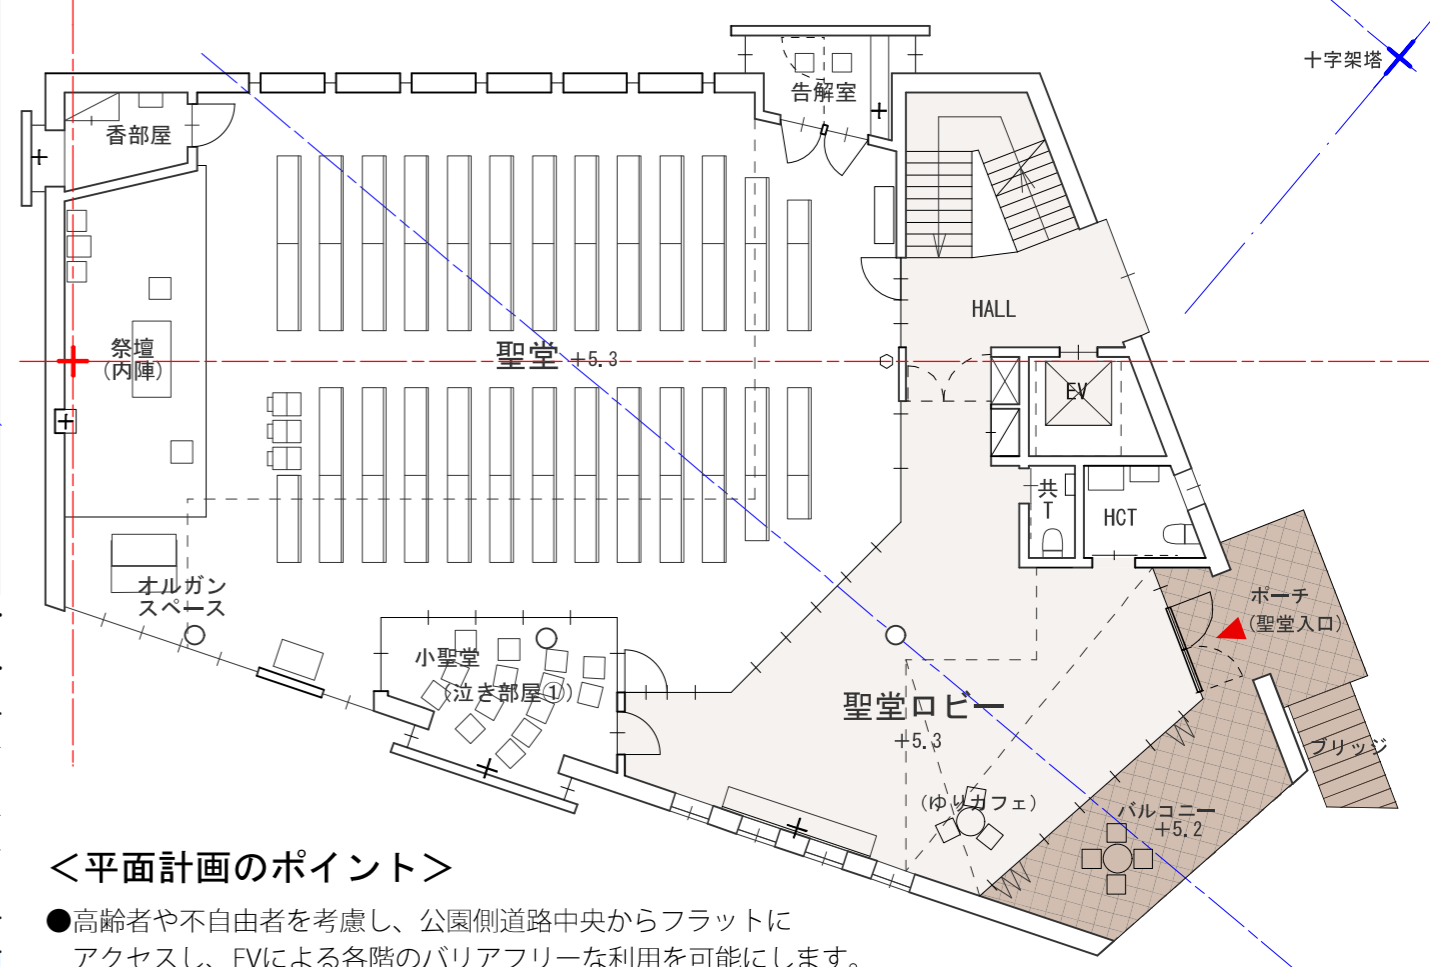 十字架塔
告解室
香部屋
HALL
祭壇
(内陣)
聖堂 +5.3
EV
共
T
HCT
オルガン
スペース
ポーチ
(聖堂入口)
小聖堂
(泣き部屋①)
聖堂ロビー
+5.3
ブリッジ
(ゆりカフェ)
バルコニー
+5.2
＜平面計画のポイント＞
●高齢者や不自由者を考慮し、公園側道路中央からフラットに
アクセスし、EVによる各階のバリアフリーな利用を可能にします。